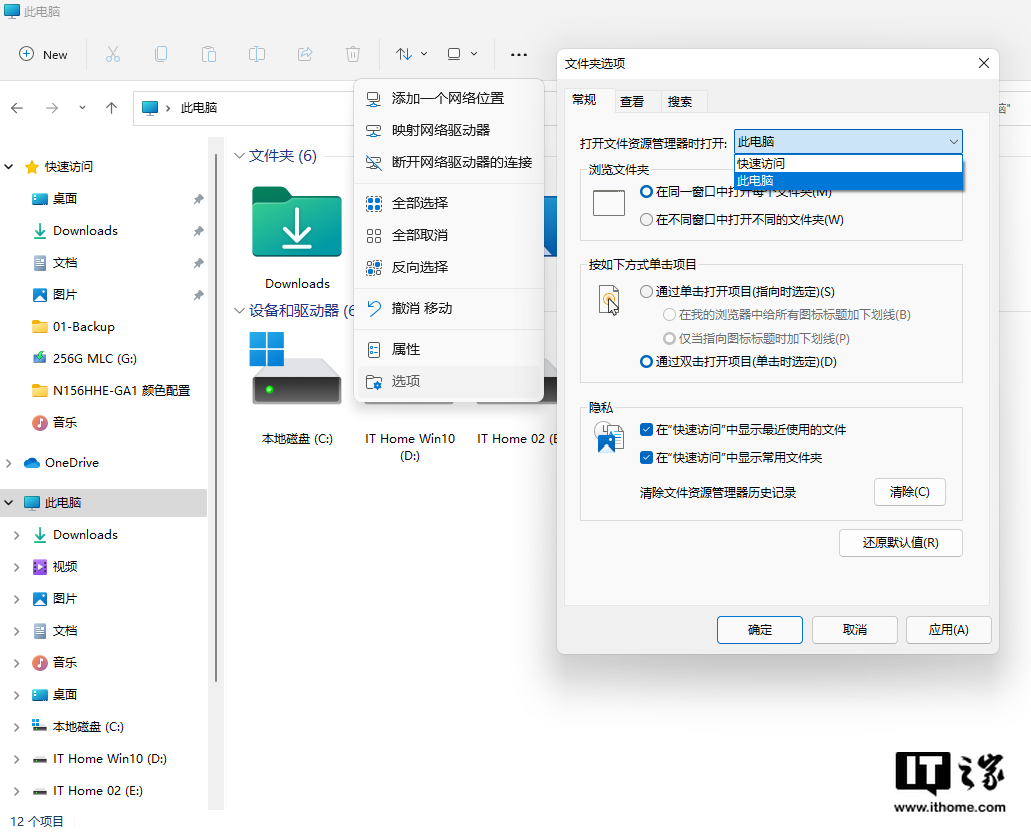 此电脑
New
此电脑
快速访问
桌面
Downloads
文档
图片
01-Backup
256G MLC (G:)
N156HHE-GA1 颜色配置
音乐
OneDrive
此电脑
Downloads
视频
图片
文档
音乐
桌面
本地磁盘 (C:)
IT Home Win10 (D:)
IT Home 02 (E:)
12 个项目
文件夹 (6)
Downloads
设备和驱动器 (6
本地磁盘 (C:)
IT Home Win10
(D:)
IT Home 02 (E
添加一个网络位置
映射网络驱动器
断开网络驱动器的连接
全部选择
全部取消
反向选择
撤消 移动
属性
选项
文件夹选项
常规
查看
搜索
打开文件资源管理器时打开:
此电脑
快速访问
此电脑
浏览文件夹
在同一窗口中打开每个文件夹(M)
在不同窗口中打开不同的文件夹(W)
按如下方式单击项目
通过单击打开项目(指向时选定)(S)
在我的浏览器中给所有图标标题加下划线(B)
仅当指向图标标题时加下划线(P)
通过双击打开项目(单击时选定)(D)
隐私
在“快速访问”中显示最近使用的文件
在“快速访问”中显示常用文件夹
清除文件资源管理器历史记录
清除(C)
还原默认值(R)
确定
取消
应用(A)
IT之家
www.ithome.com